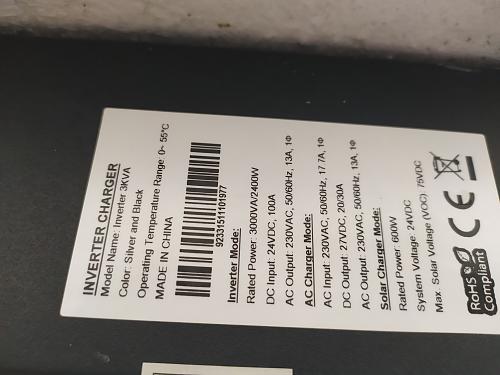 INVERTER CHARGER
Model Name: Inverter 3KVA
Color: Silver and Black
Operating Temperature Range: 0~ 55°C
MADE IN CHINA
92331511101977
Inverter Mode:
Rated Power: 3000VA/2400W
DC Input: 24VDC, 100A
AC Output: 230VAC, 50/60Hz, 13A, 1Φ
AC Charger Mode:
AC Input: 230VAC, 50/60Hz, 17.7A, 1Φ
DC Output: 27VDC, 20/30A
AC Output: 230VAC, 50/60Hz, 13A, 1Φ
Solar Charger Mode:
Rated Power: 600W
System Voltage: 24VDC
Max. Solar Voltage (VOC): 75VDC
RoHS
Compliant
CE